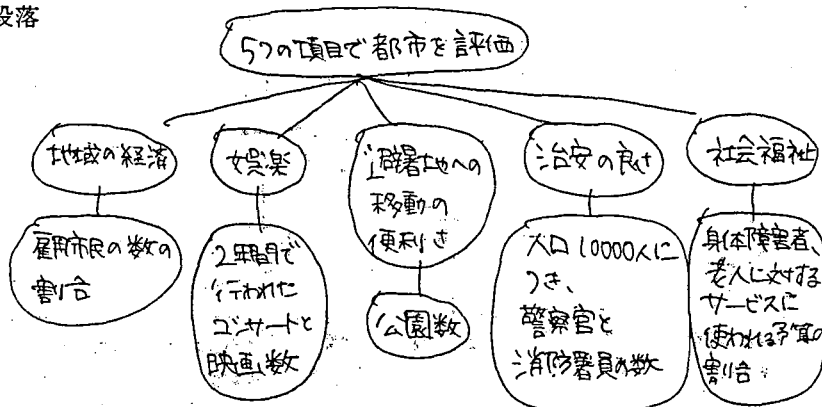 段落
5つの項目で都市を評価
地域の経済
娯楽
避暑地への
移動の
便利さ
治安の良さ
社会福祉
雇用市民の数の
割合
2年間で
行われた
コンサートと
映画数
公園数
人口10000人に
つき、
警察官と
消防署員の数
身体障害者、
老人に対する
サービスに
使われる予算の
割合